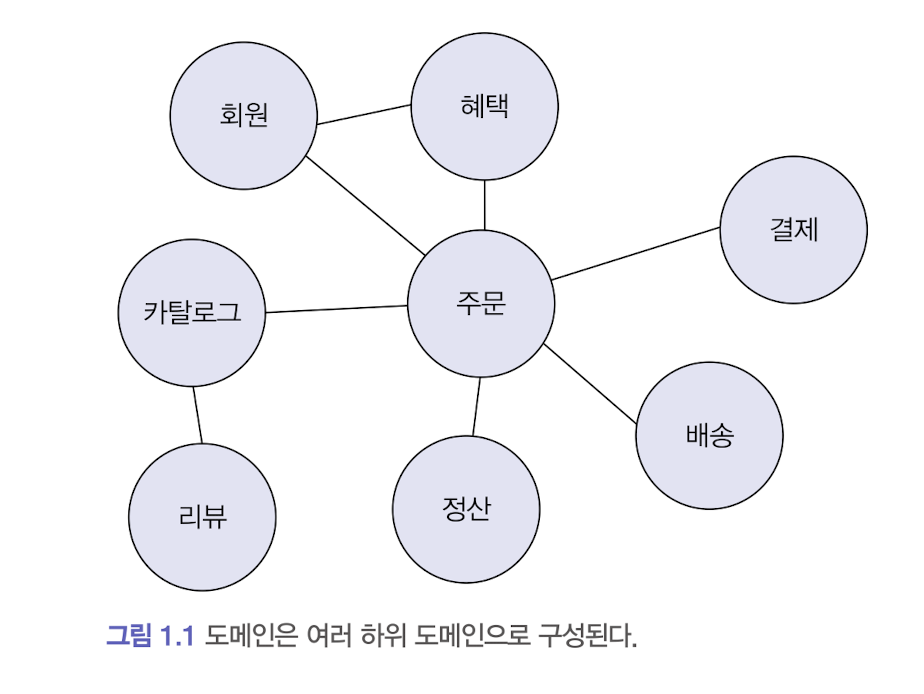 회원
혜택
결제
카탈로그
주문
배송
리뷰
정산
그림 1.1 도메인은 여러 하위 도메인으로 구성된다.